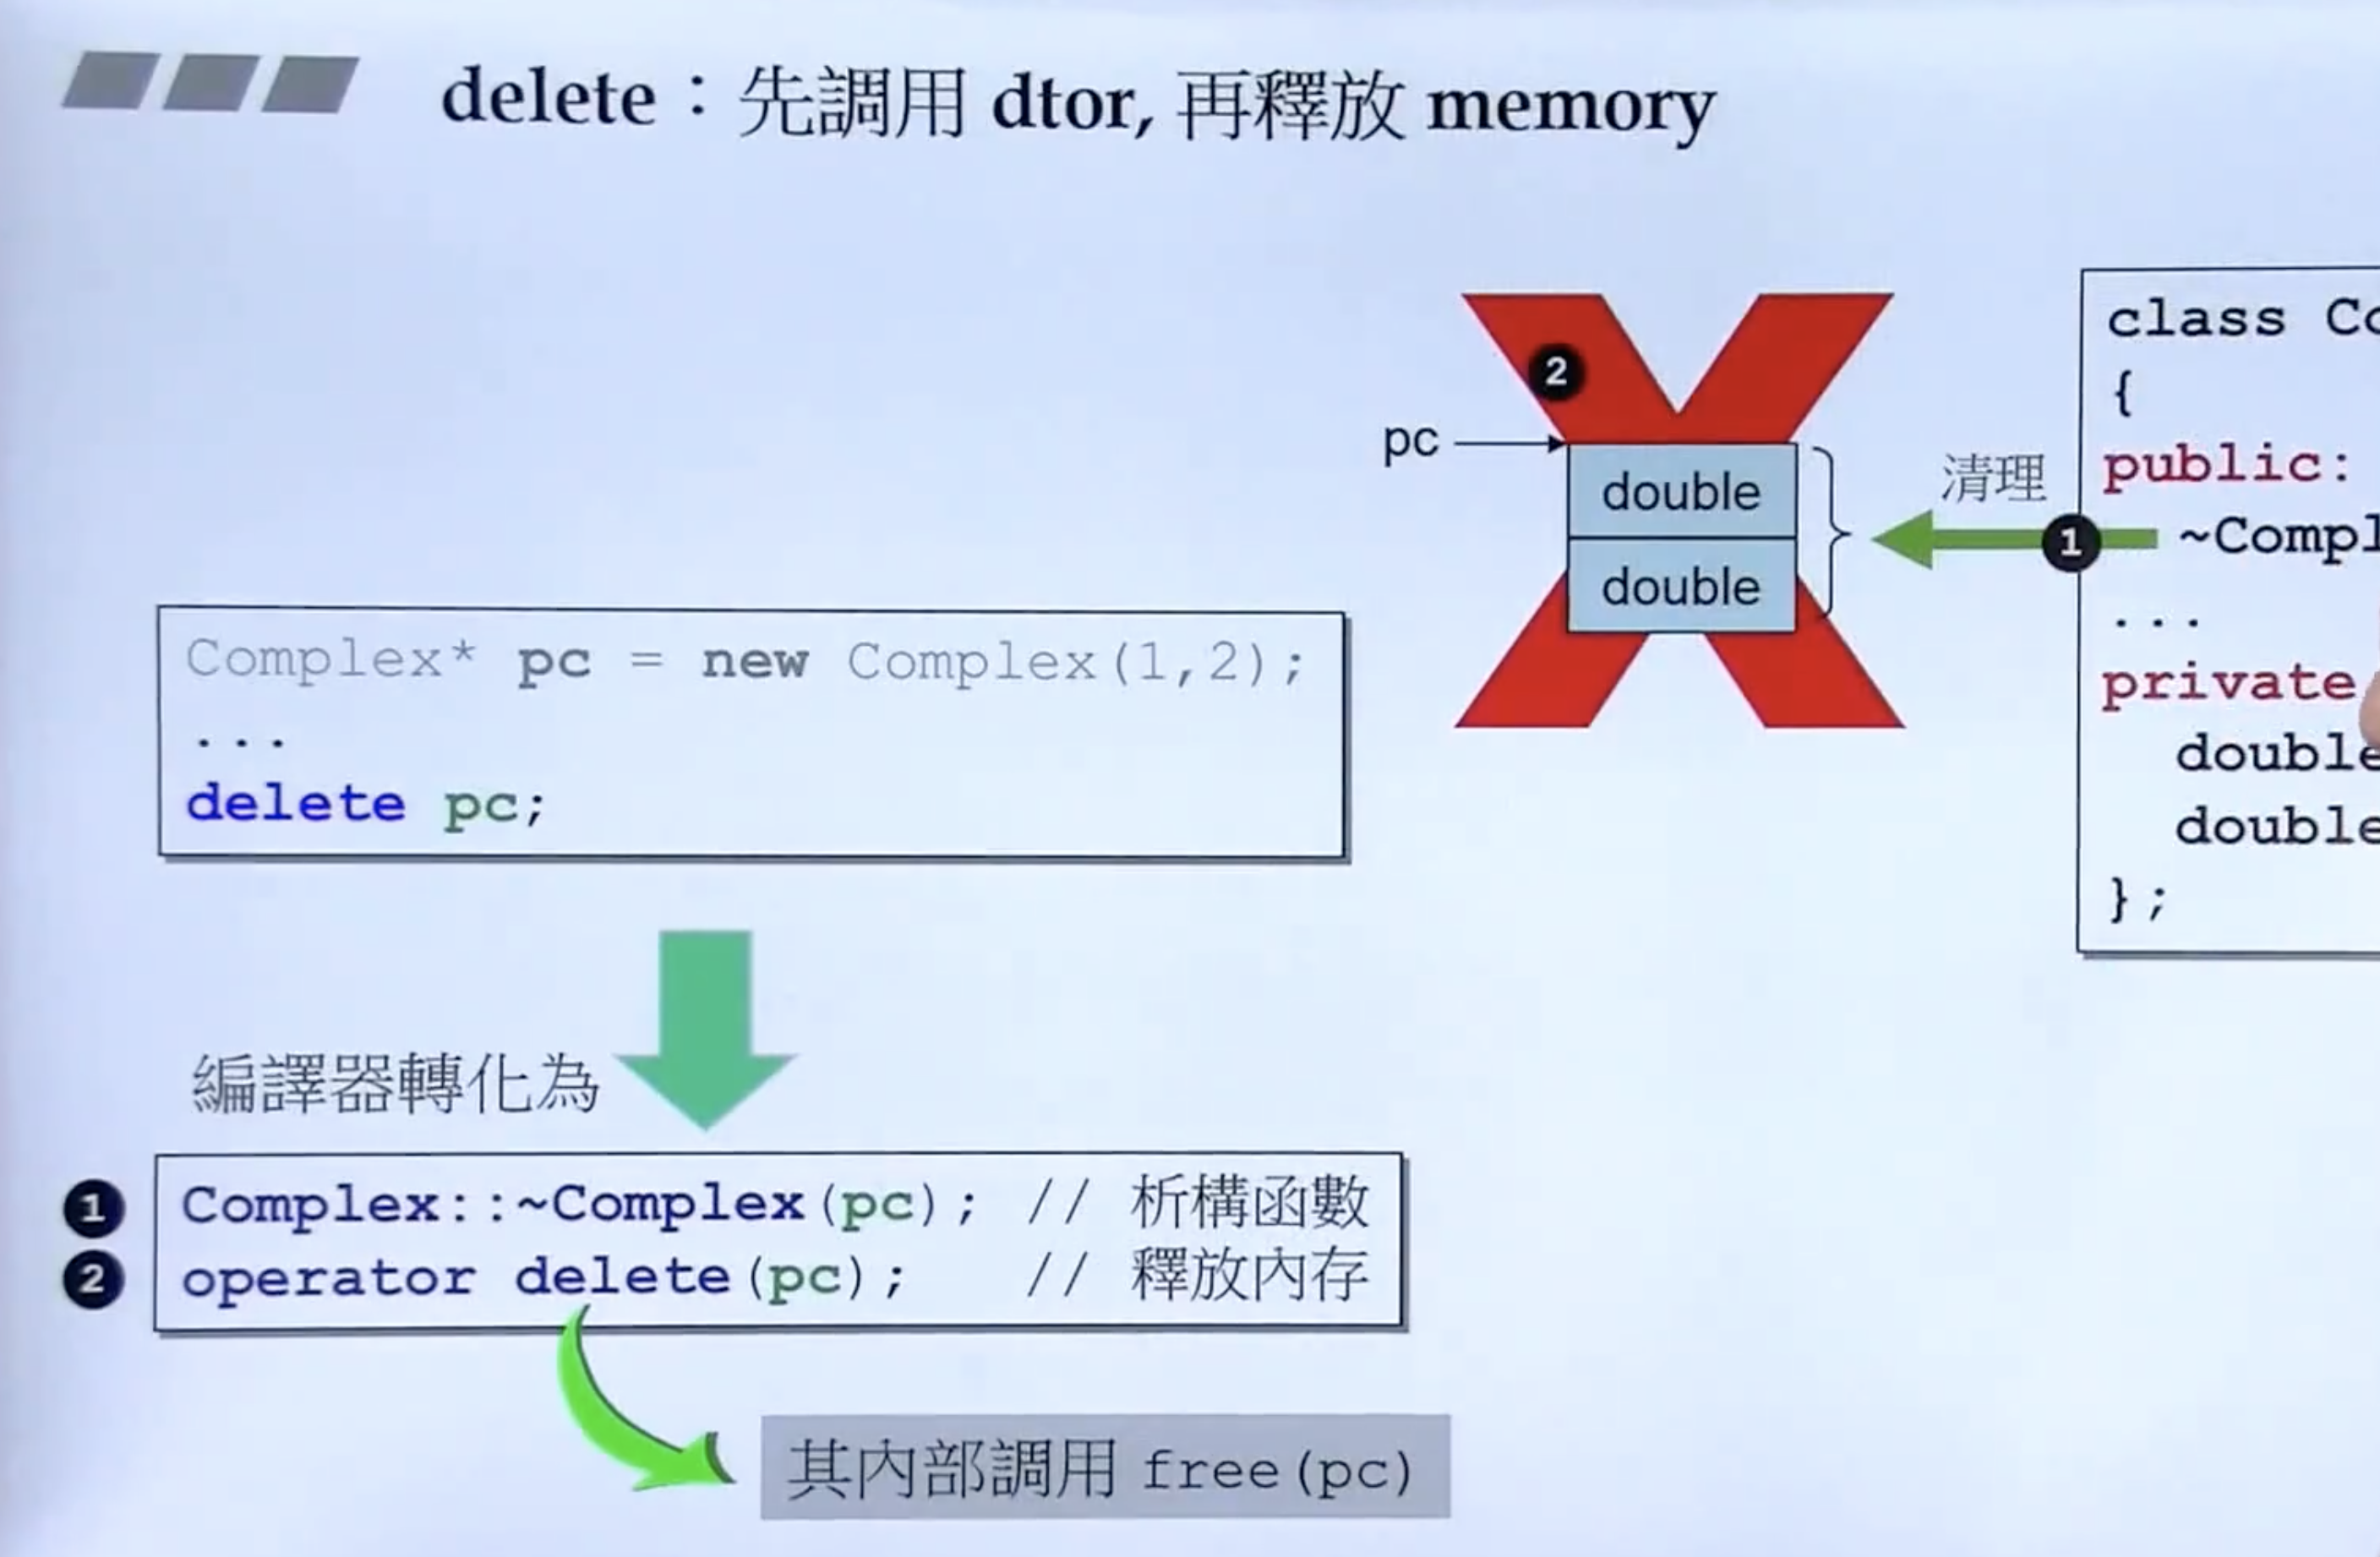 delete：先調用 dtor, 再釋放 memory
Complex* pc = new Complex(1,2);
...
delete pc;
編譯器轉化為
1 Complex::~Complex(pc); // 析構函數
2 operator delete(pc); // 釋放內存
其內部調用 free(pc)
2
pc
double
double
清理
1
class
{
public:
...
private
double
double
};